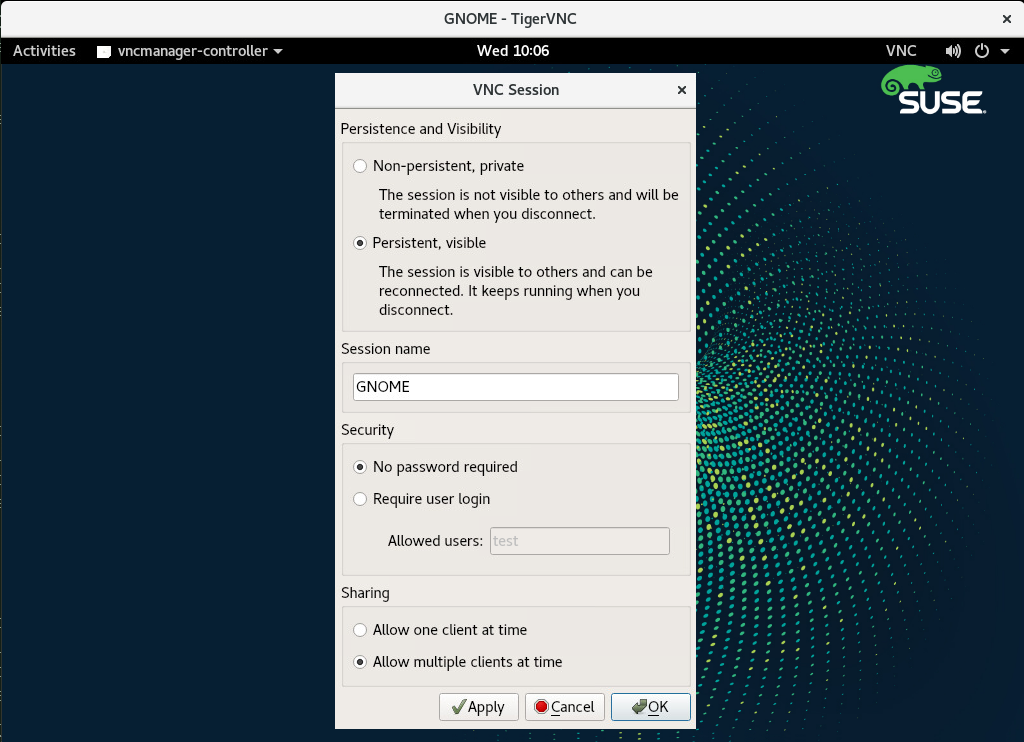 GNOME - TigerVNC
Activities vncmanager-controller Wed 10:06 VNC
SUSE
VNC Session
Persistence and Visibility
Non-persistent, private
The session is not visible to others and will be
terminated when you disconnect.
Persistent, visible
The session is visible to others and can be
reconnected. It keeps running when you
disconnect.
Session name
GNOME
Security
No password required
Require user login
Allowed users: test
Sharing
Allow one client at time
Allow multiple clients at time
Apply Cancel OK